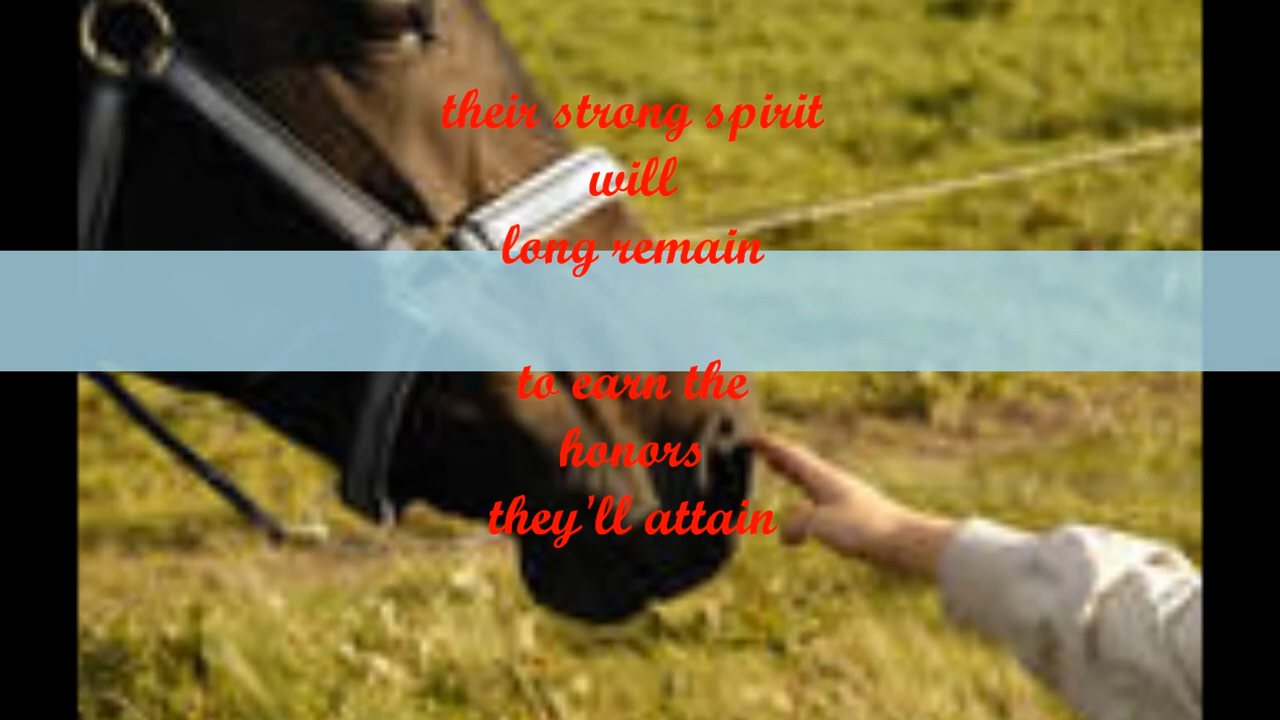 their strong spirit
will
long remain
to earn the
honors
they'll attain